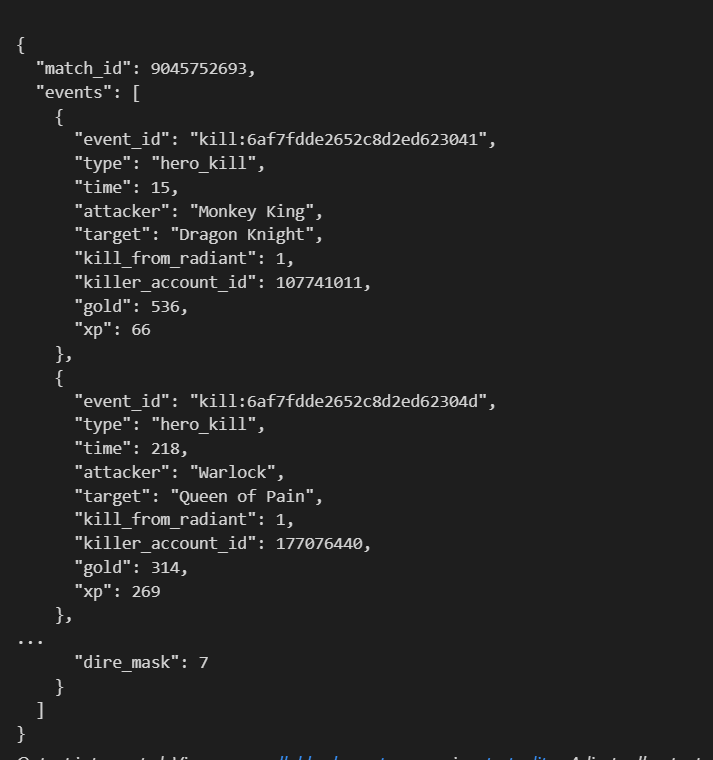 {
  "match_id": 9045752693,
  "events": [
    {
      "event_id": "kill:6af7fdde2652c8d2ed623041",
      "type": "hero_kill",
      "time": 15,
      "attacker": "Monkey King",
      "target": "Dragon Knight",
      "kill_from_radiant": 1,
      "killer_account_id": 107741011,
      "gold": 536,
      "xp": 66
    },
    {
      "event_id": "kill:6af7fdde2652c8d2ed62304d",
      "type": "hero_kill",
      "time": 218,
      "attacker": "Warlock",
      "target": "Queen of Pain",
      "kill_from_radiant": 1,
      "killer_account_id": 177076440,
      "gold": 314,
      "xp": 269
    },
...
      "dire_mask": 7
    }
  ]
}